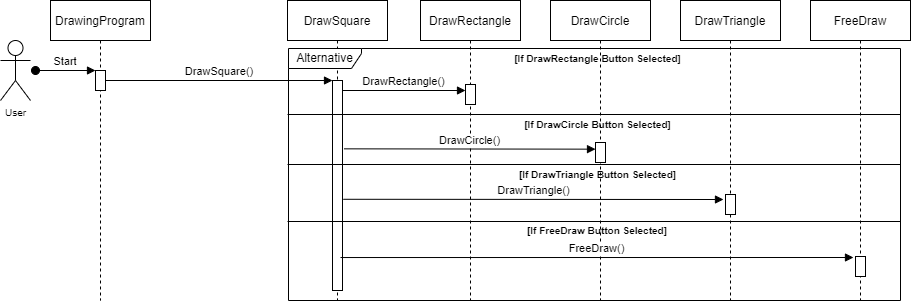 DrawingProgram
DrawSquare
DrawRectangle
DrawCircle
DrawTriangle
FreeDraw
Alternative
[If DrawRectangle Button Selected]
Start
DrawSquare()
DrawRectangle()
User
[If DrawCircle Button Selected]
DrawCircle()
[If DrawTriangle Button Selected]
DrawTriangle()
[If FreeDraw Button Selected]
FreeDraw()